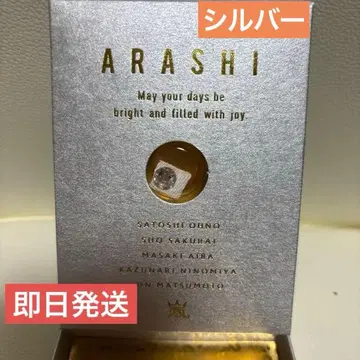 シルバー
ARASHI
May your days be
bright and filled with joy.
SATOSHI OHNO
SHO SAKURAI
MASAKI AIBA
KAZUNARI NINOMIYA
UN MATSUMOTO
即日発送